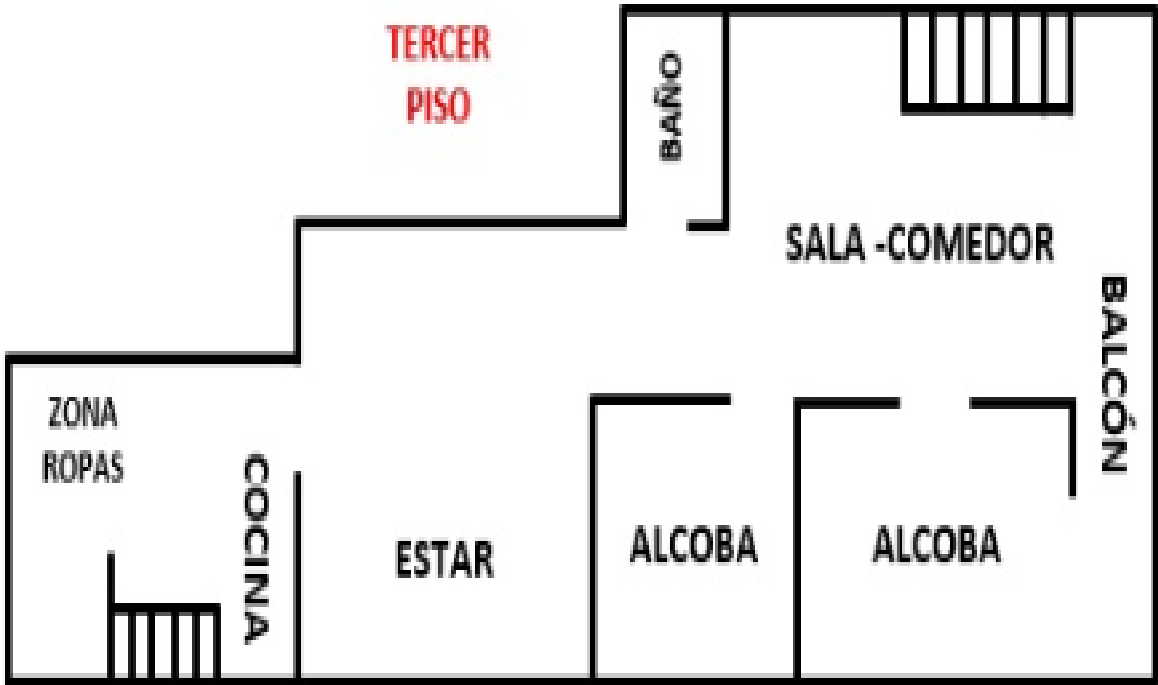 TERCER
PISO
BAÑO
SALA -COMEDOR
BALCÓN
ZONA
ROPAS
COCINA
ESTAR
ALCOBA
ALCOBA